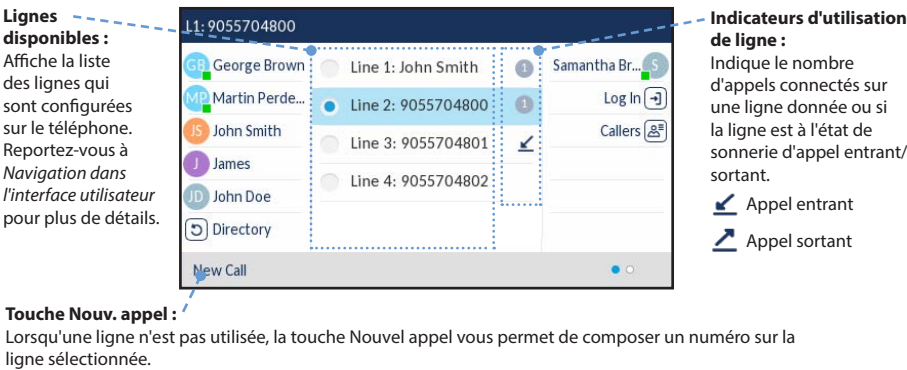 Lignes
disponibles :
Affiche la liste
des lignes qui
sont configurées
sur le téléphone.
Reportez-vous à
Navigation dans
l'interface utilisateur
pour plus de détails.
L1: 9055704800
GB George Brown
MP Martin Perde...
JS John Smith
J James
JD John Doe
Directory
Line 1: John Smith 1
Line 2: 9055704800 1
Line 3: 9055704801
Line 4: 9055704802
Samantha Br... S
Log In
Callers
New Call
Indicateurs d'utilisation
de ligne :
Indique le nombre
d'appels connectés sur
une ligne donnée ou si
la ligne est à l'état de
sonnerie d'appel entrant/
sortant.
Appel entrant
Appel sortant
Touche Nouv. appel :
Lorsqu'une ligne n'est pas utilisée, la touche Nouvel appel vous permet de composer un numéro sur la
ligne sélectionnée.